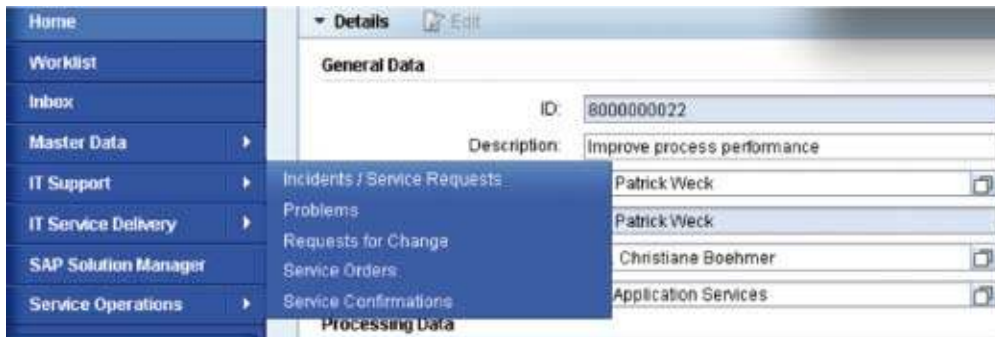 Home
Worklist
Inbox
Master Data
IT Support
IT Service Delivery
SAP Solution Manager
Service Operations
Incidents / Service Requests
Problems
Requests for Change
Service Orders
Service Confirmations
Details Edit
General Data
ID: 8000000022
Description: Improve process performance
Patrick Weck
Patrick Weck
Christiane Boehmer
Application Services
Processing Data